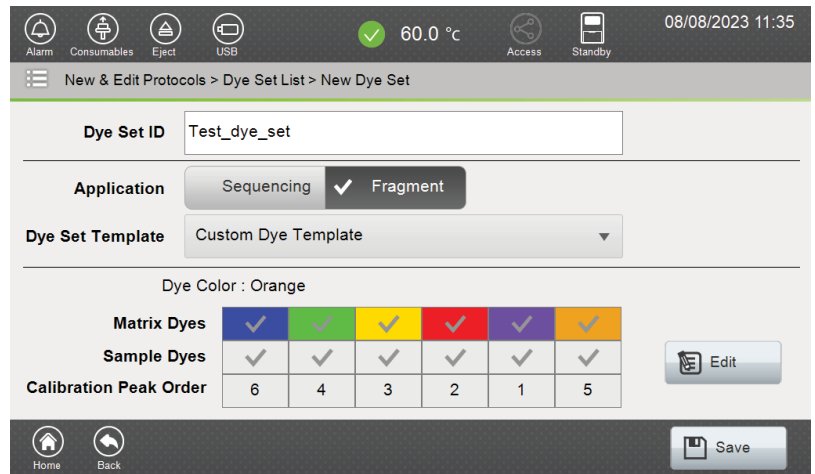 60.0 °c
08/08/2023 11:35
Alarm Consumables Eject USB Access Standby
New & Edit Protocols > Dye Set List > New Dye Set
Dye Set ID Test_dye_set
Application Sequencing Fragment
Dye Set Template Custom Dye Template
Dye Color : Orange
Matrix Dyes
Sample Dyes
Edit
Calibration Peak Order 6 4 3 2 1 5
Home Back Save